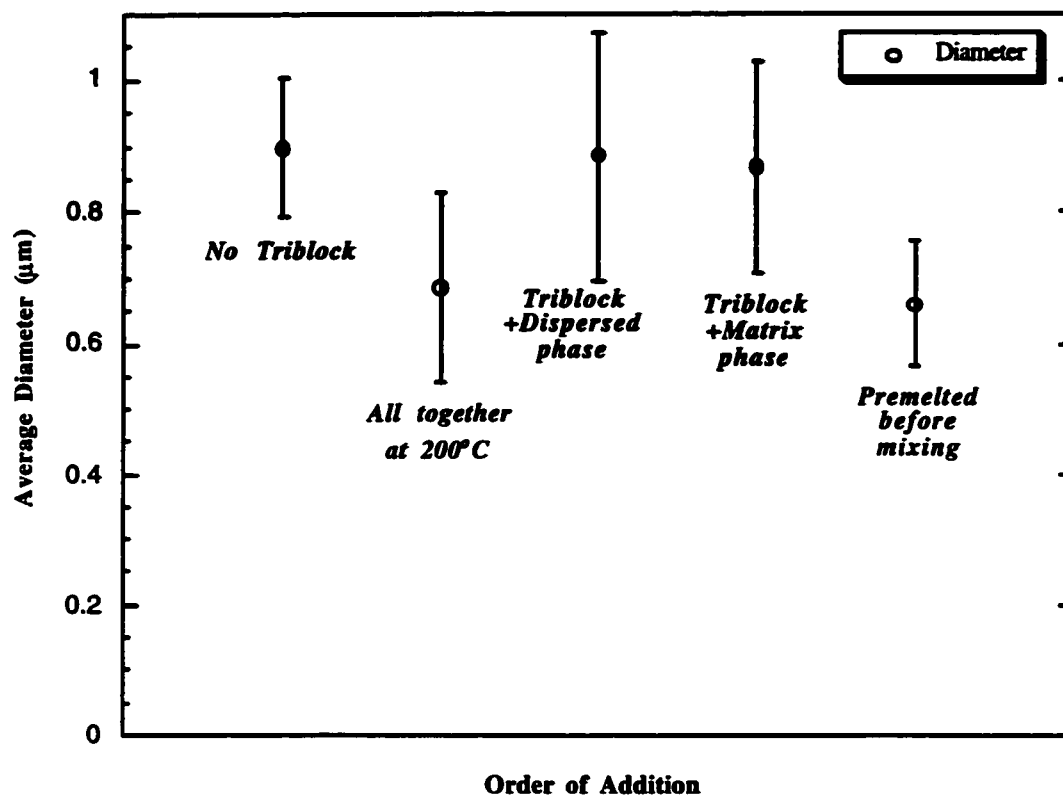 Diameter
1
0.8
0.6
0.4
0.2
0
Average Diameter (μm)
No Triblock
All together
at 200°C
Triblock
+Dispersed
phase
Triblock
+Matrix
phase
Premelted
before
mixing
Order of Addition